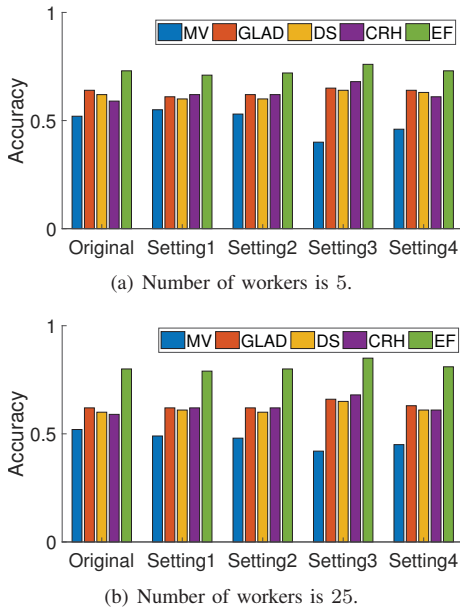 1
MV GLAD DS CRH EF
Accuracy
0.5
0
Original Setting1 Setting2 Setting3 Setting4
(a) Number of workers is 5.
1
MV GLAD DS CRH EF
Accuracy
0.5
0
Original Setting1 Setting2 Setting3 Setting4
(b) Number of workers is 25.